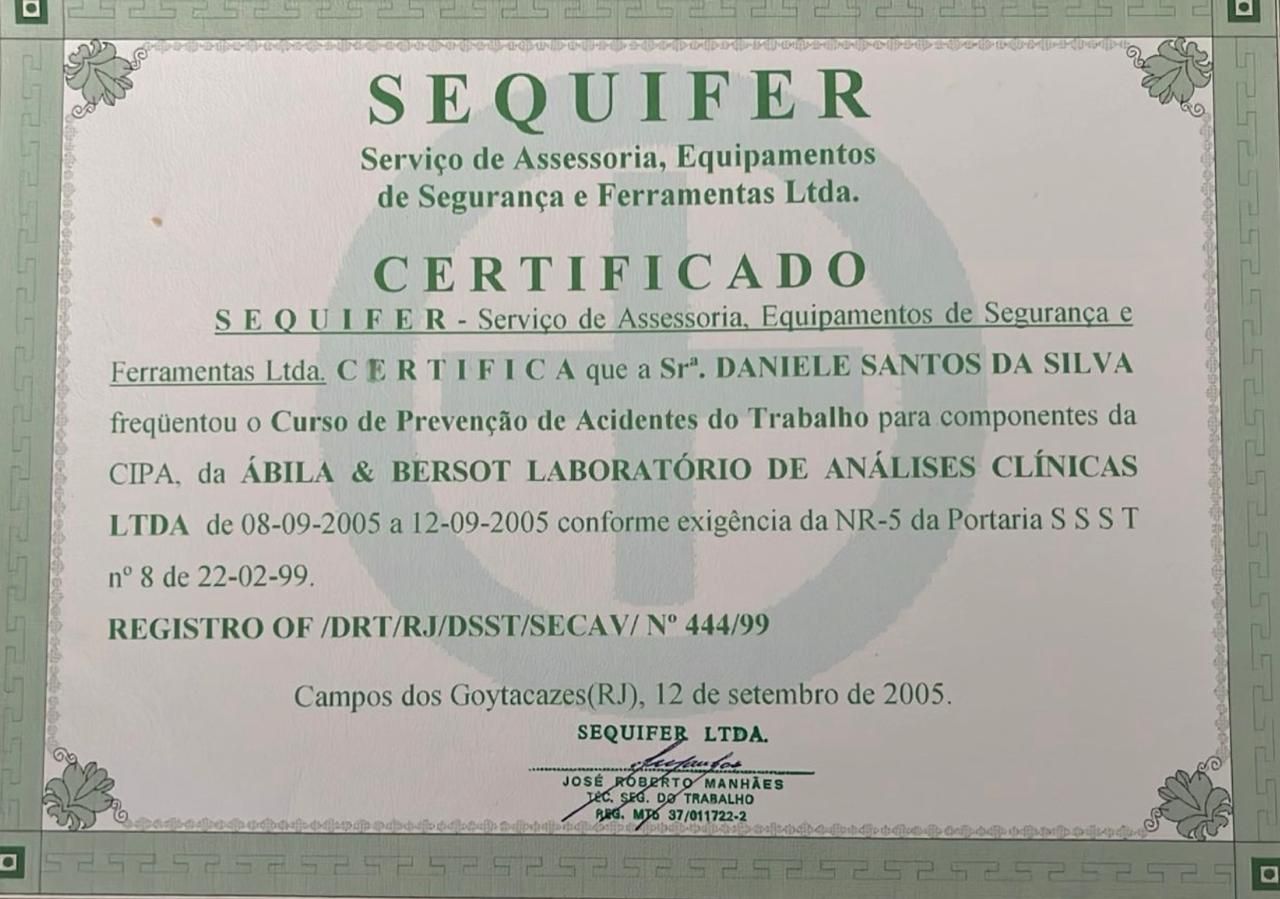 SEQUIFER
Serviço de Assessoria, Equipamentos
de Segurança e Ferramentas Ltda.
CERTIFICADO
S E Q U I F E R - Serviço de Assessoria, Equipamentos de Segurança e
Ferramentas Ltda. C E R T I F I C A que a Srª. DANIELE SANTOS DA SILVA
freqüentou o Curso de Prevenção de Acidentes do Trabalho para componentes da
CIPA, da ÁBILA & BERSOT LABORATÓRIO DE ANÁLISES CLÍNICAS
LTDA de 08-09-2005 a 12-09-2005 conforme exigência da NR-5 da Portaria S S S T
nº 8 de 22-02-99.
REGISTRO OF /DRT/RJ/DSST/SECAV/ Nº 444/99
Campos dos Goytacazes(RJ), 12 de setembro de 2005.
SEQUIFER LTDA.
JOSÉ ROBERTO MANHÃES
TÉC. SEG. DO TRABALHO
REG. MTb 37/011722-2